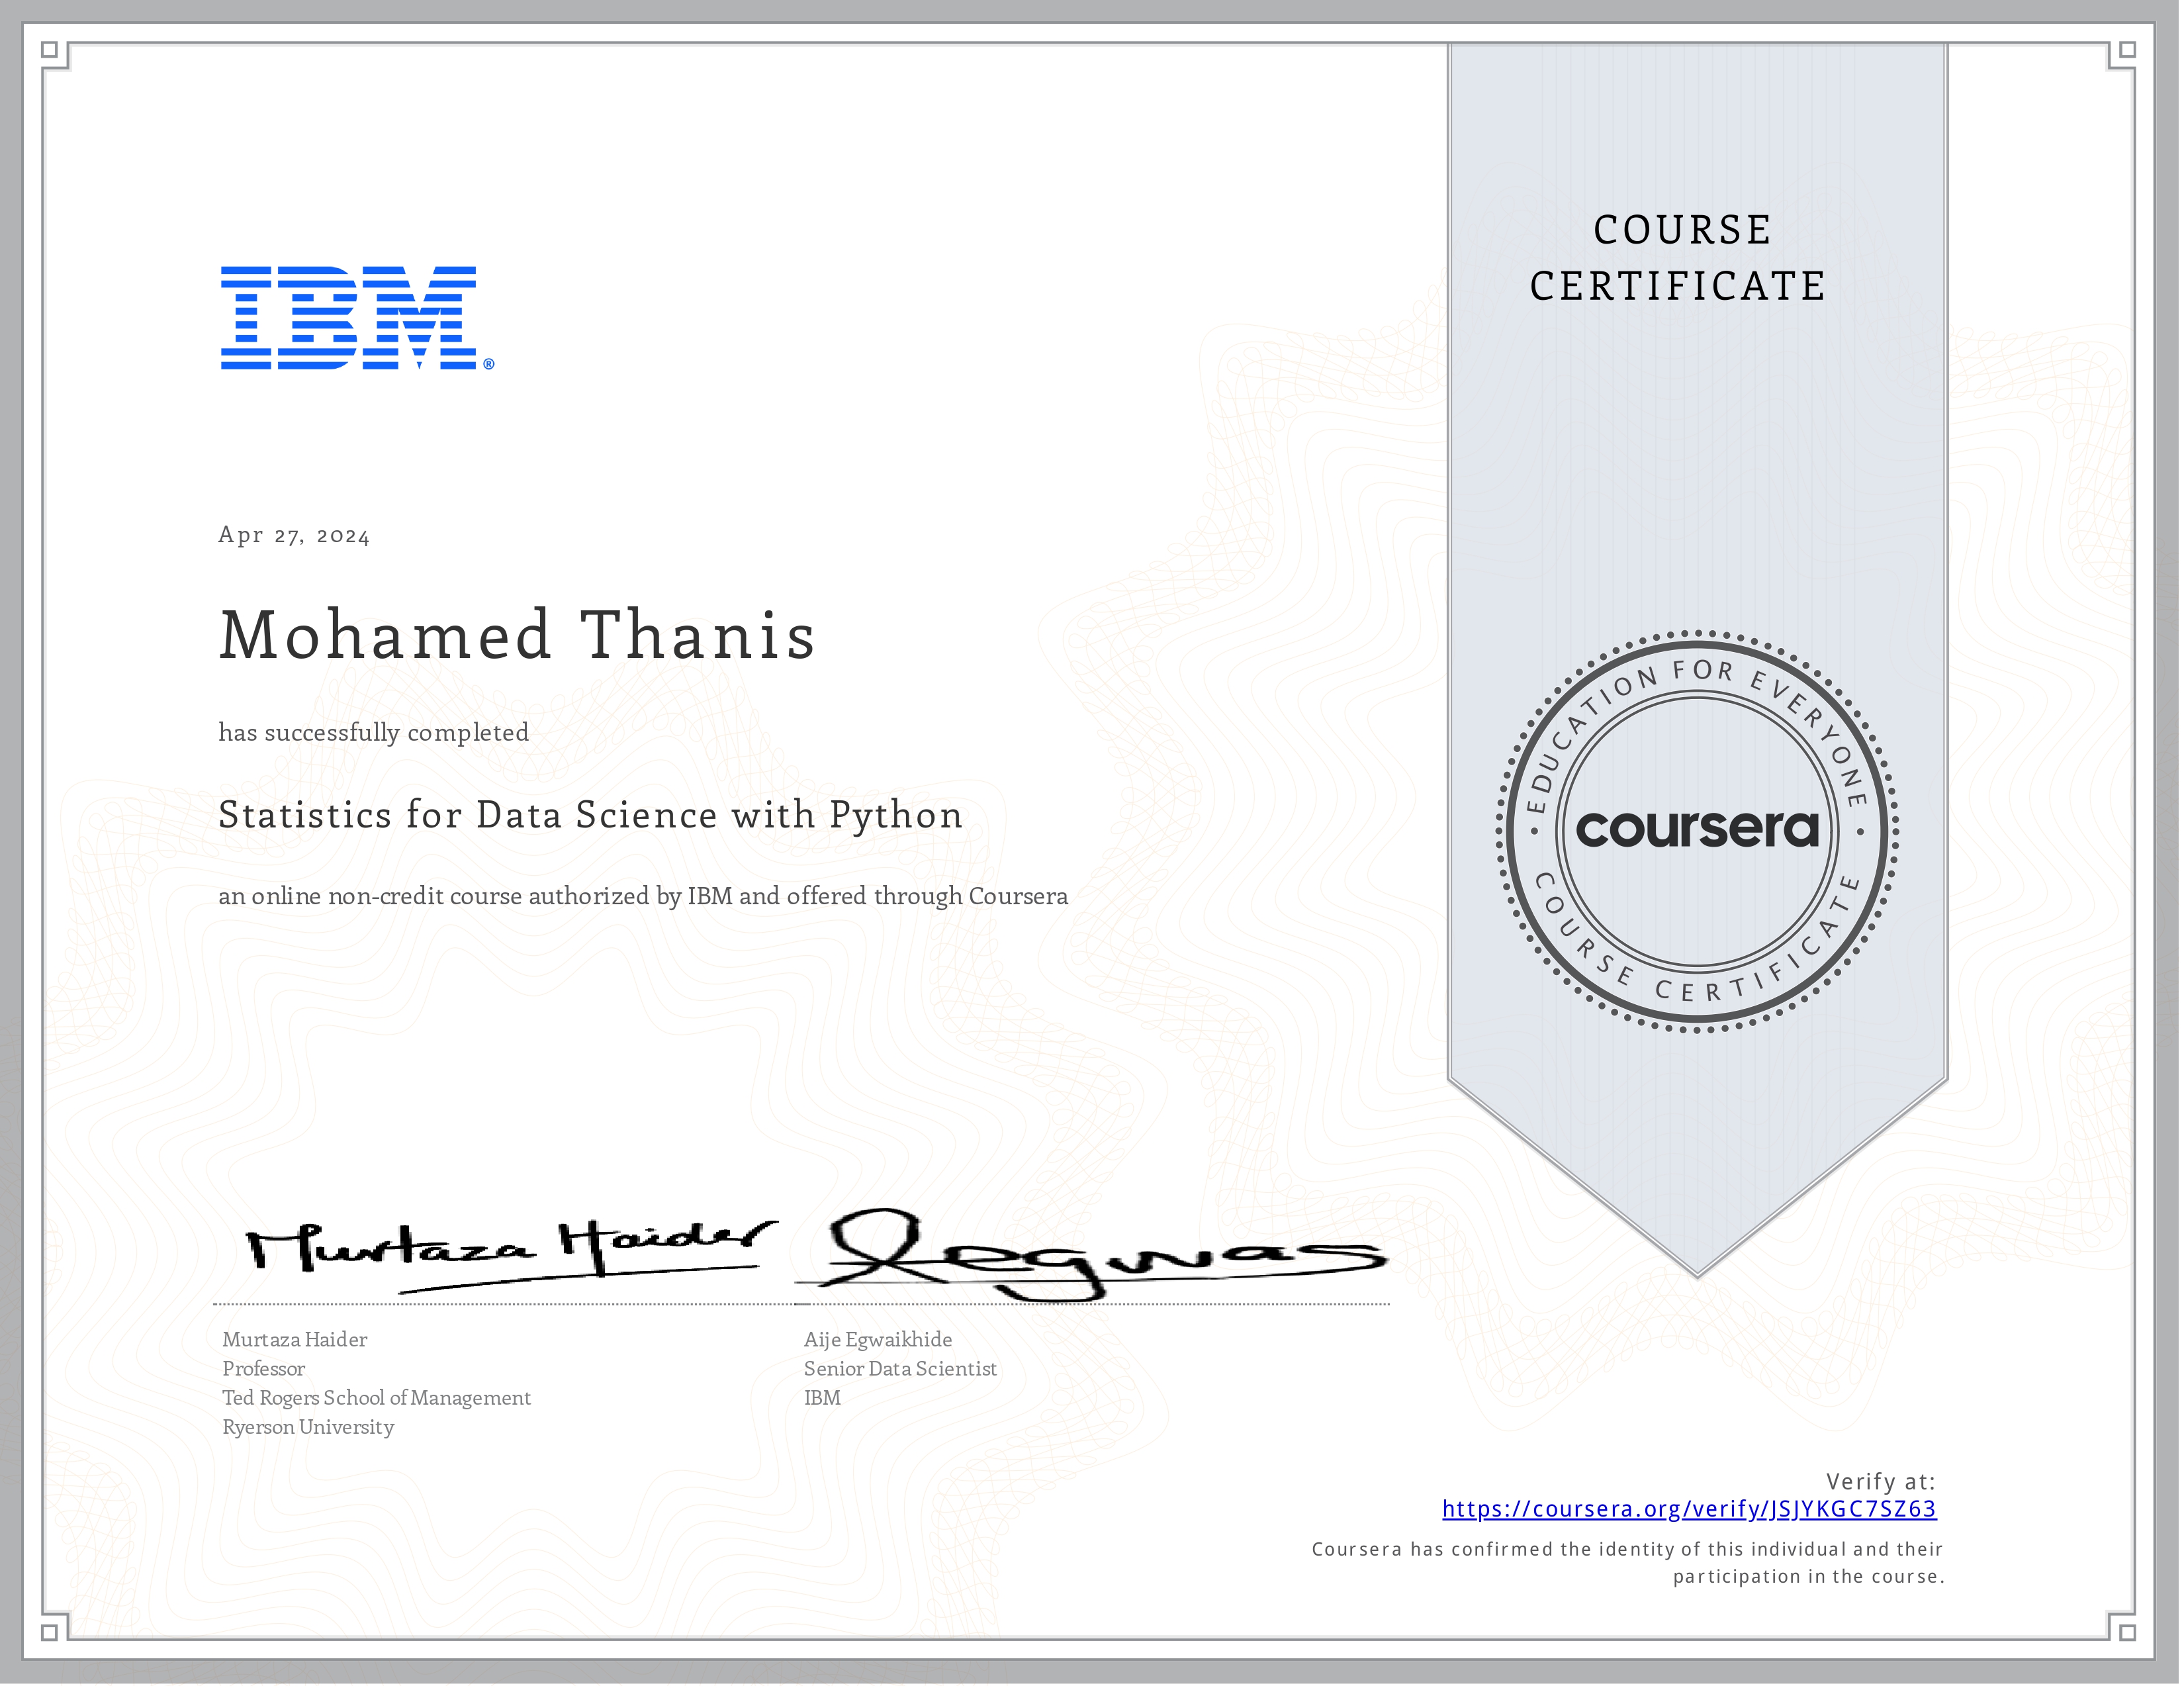 COURSE
CERTIFICATE
IBM®
Apr 27, 2024
Mohamed Thanis
has successfully completed
Statistics for Data Science with Python
an online non-credit course authorized by IBM and offered through Coursera
EDUCATION FOR EVERYONE
coursera
COURSE CERTIFICATE
Murtaza Haider
Murtaza Haider
Professor
Ted Rogers School of Management
Ryerson University
Aije Egwaikhide
Senior Data Scientist
IBM
Verify at:
https://coursera.org/verify/JSJYKGC7SZ63
Coursera has confirmed the identity of this individual and their
participation in the course.